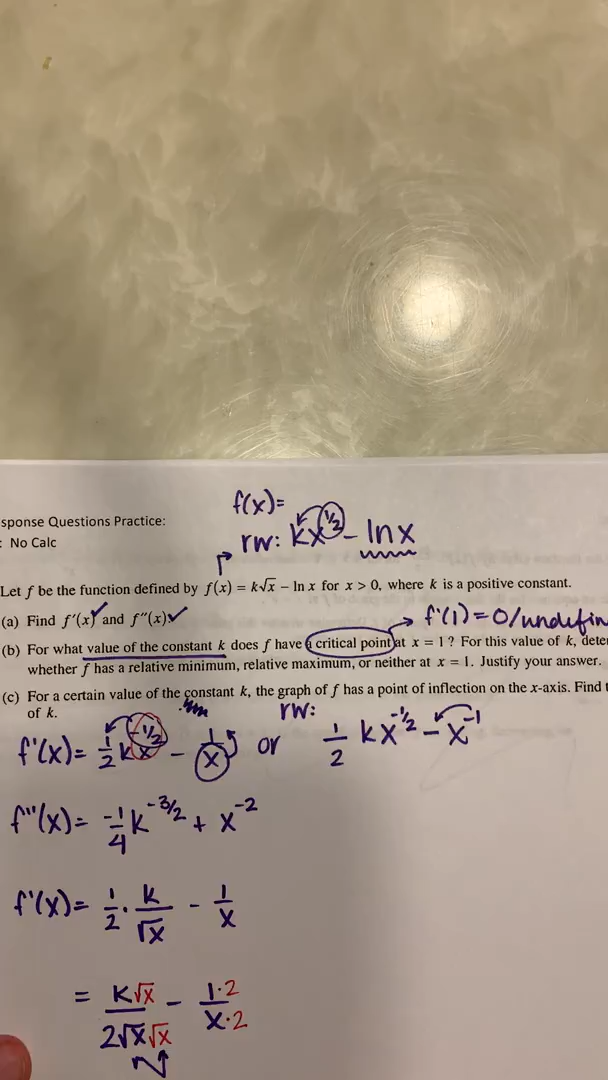 f(x)=
sponse Questions Practice:
: No Calc
rw: kx^(1/2) - ln x
Let f be the function defined by f(x) = k√x − ln x for x > 0, where k is a positive constant.
(a) Find f′(x) ✓ and f″(x) ✓
→ f'(1) = 0/undefin
(b) For what value of the constant k does f have a critical point at x = 1? For this value of k, dete
whether f has a relative minimum, relative maximum, or neither at x = 1. Justify your answer.
(c) For a certain value of the constant k, the graph of f has a point of inflection on the x-axis. Find
of k.
rw:
f'(x)= 1/2 kx^(-1/2) - 1/x or 1/2 kx^(-1/2) - x^(-1)
f"(x)= -1/4 k^(-3/2) + x^(-2)
f'(x)= 1/2 · k/√x - 1/x
= k√x/2√x√x - 1·2/x·2